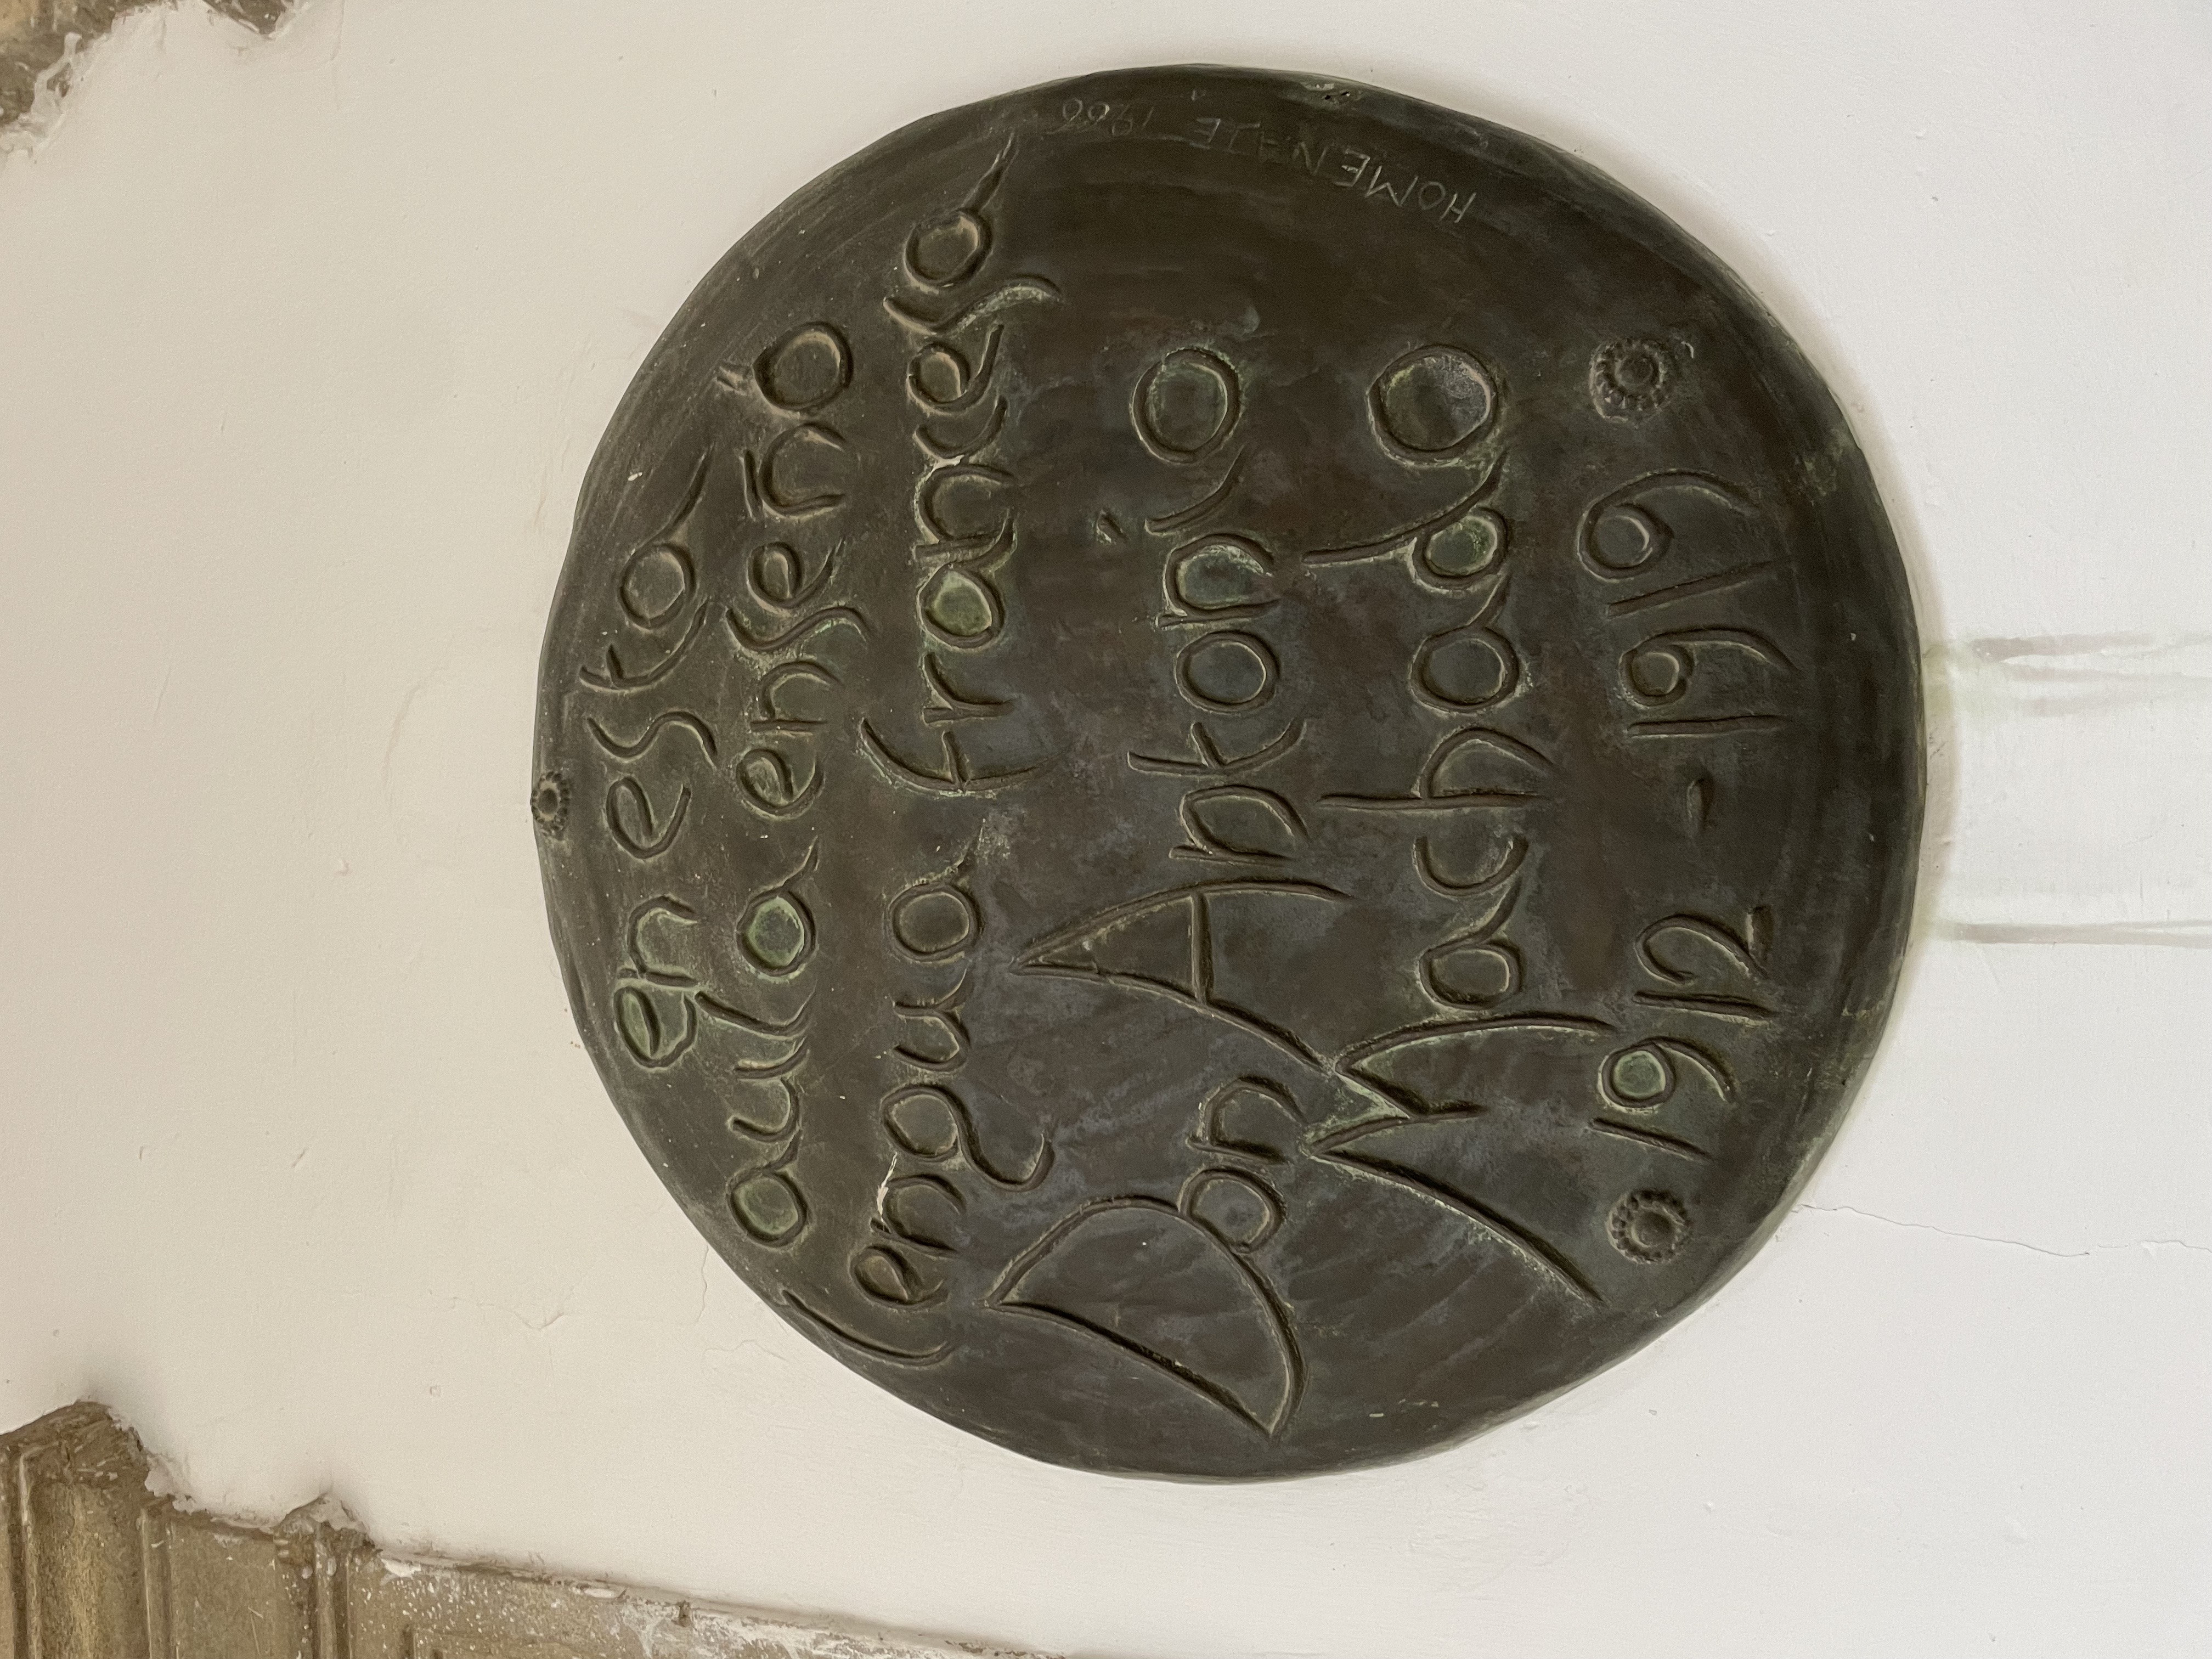 en esta
aula enseñó
lengua francesa
Don Antonio
Machado
1912-1919
HOMENAJE 1966